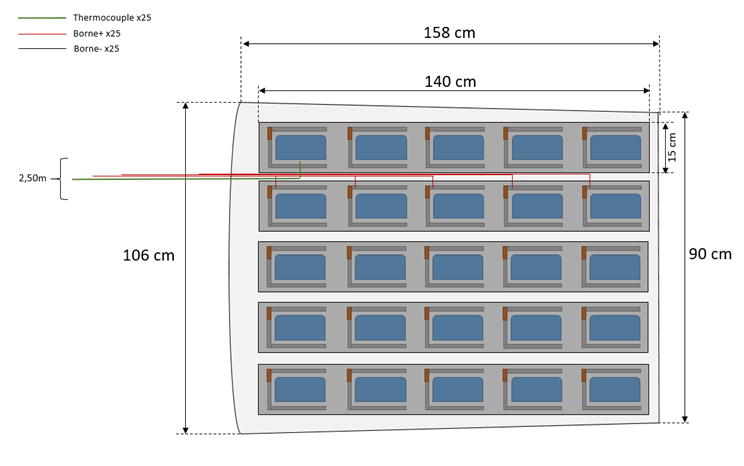 Thermocouple x25
Borne+ x25
Borne- x25
158 cm
140 cm
15 cm
2,50m
106 cm
90 cm